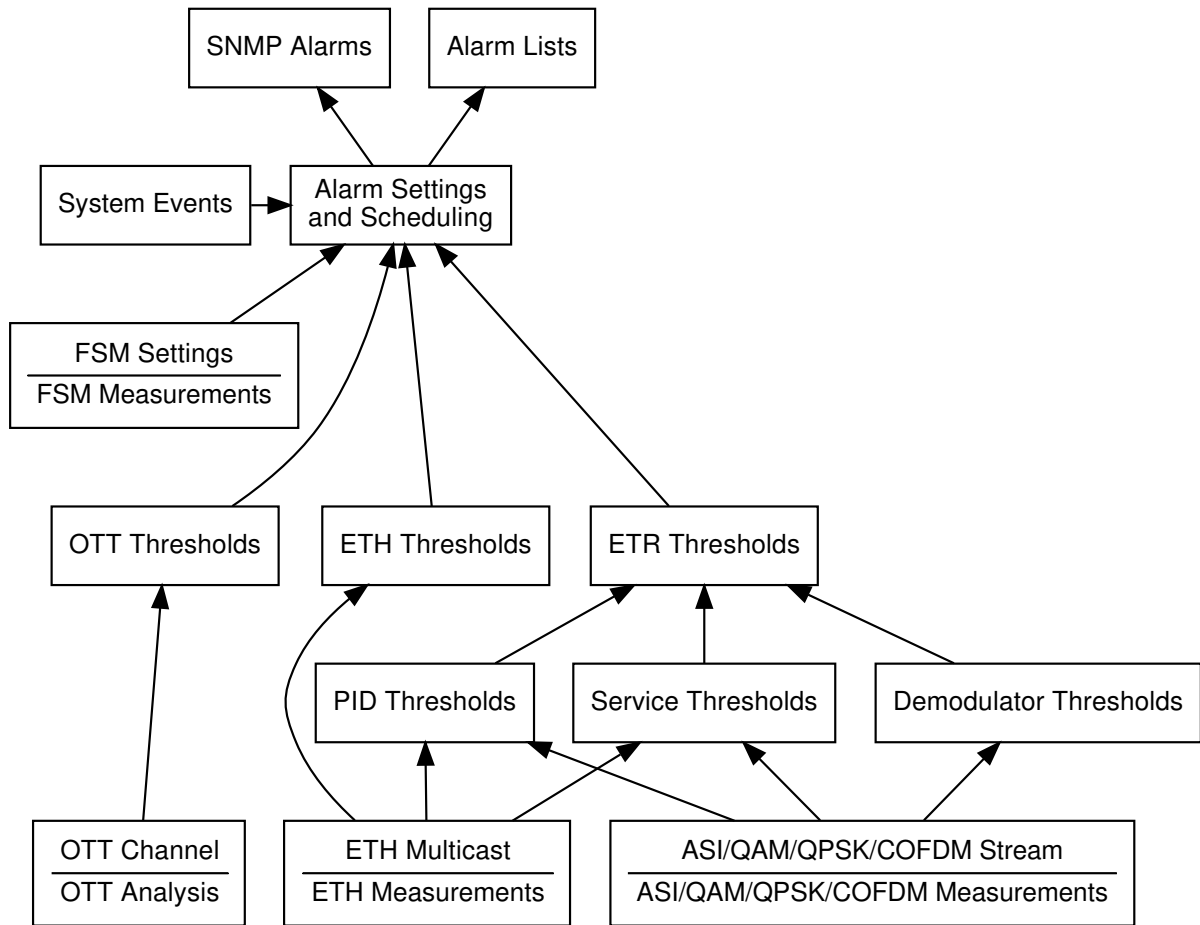 SNMP Alarms
Alarm Lists
System Events
Alarm Settings
and Scheduling
FSM Settings
FSM Measurements
OTT Thresholds
ETH Thresholds
ETR Thresholds
PID Thresholds
Service Thresholds
Demodulator Thresholds
OTT Channel
OTT Analysis
ETH Multicast
ETH Measurements
ASI/QAM/QPSK/COFDM Stream
ASI/QAM/QPSK/COFDM Measurements